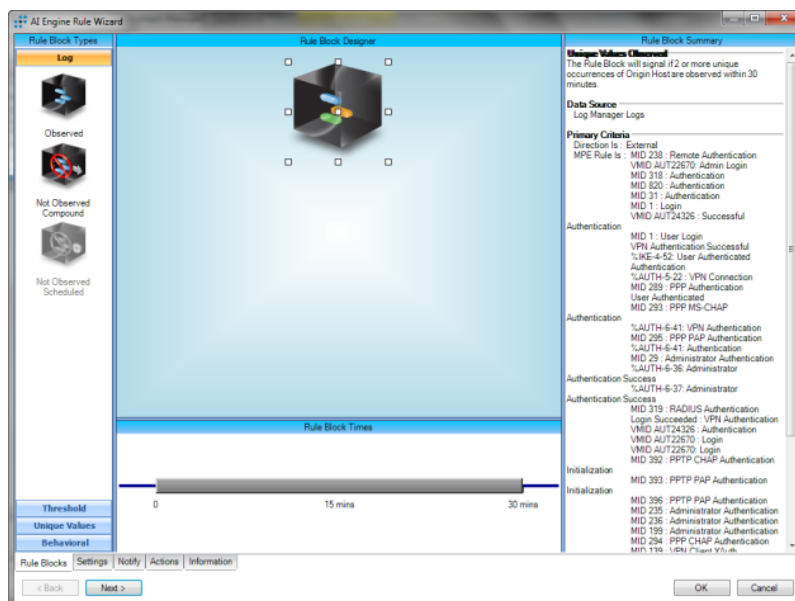 AI Engine Rule Wizard
Rule Block Types
Log
Observed
Not Observed
Compound
Not Observed
Scheduled
Threshold
Unique Values
Behavioral
Rule Block Designer
Rule Block Times
0
15 mins
30 mins
Rule Block Summary
Unique Values Observed
The Rule Block will signal if 2 or more unique
occurrences of Origin Host are observed within 30
minutes.
Data Source
Log Manager Logs
Primary Criteria
Direction Is : External
MPE Rule Is : MID 238 : Remote Authentication
VMID AUT22670: Admin Login
MID 318 : Authentication
MID 820 : Authentication
MID 31 : Authentication
MID 1 : Login
VMID AUT24326 : Successful
Authentication
MID 1 : User Login
VPN Authentication Successful
%IKE-4-52: User Authenticated
Authentication
%AUTH-5-22 : VPN Connection
MID 289 : PPP Authentication
User Authenticated
MID 293 : PPP MS-CHAP
Authentication
%AUTH-6-41: VPN Authentication
MID 295 : PPP PAP Authentication
%AUTH-6-41: Authentication
MID 29 : Administrator Authentication
%AUTH-6-36: Administrator
Authentication Success
%AUTH-6-37: Administrator
Authentication Success
MID 319 : RADIUS Authentication
Login Succeeded : VPN Authentication
VMID AUT24326 : Authentication
VMID AUT22670 : Login
VMID AUT22670: Login
MID 392 : PPTP CHAP Authentication
Initialization
MID 393 : PPTP PAP Authentication
Initialization
MID 396 : PPTP PAP Authentication
MID 235 : Administrator Authentication
MID 236 : Administrator Authentication
MID 199 : Administrator Authentication
MID 294 : PPP CHAP Authentication
MID 139 : VPN Client XAuth
Rule Blocks Settings Notify Actions Information
< Back Next > OK Cancel